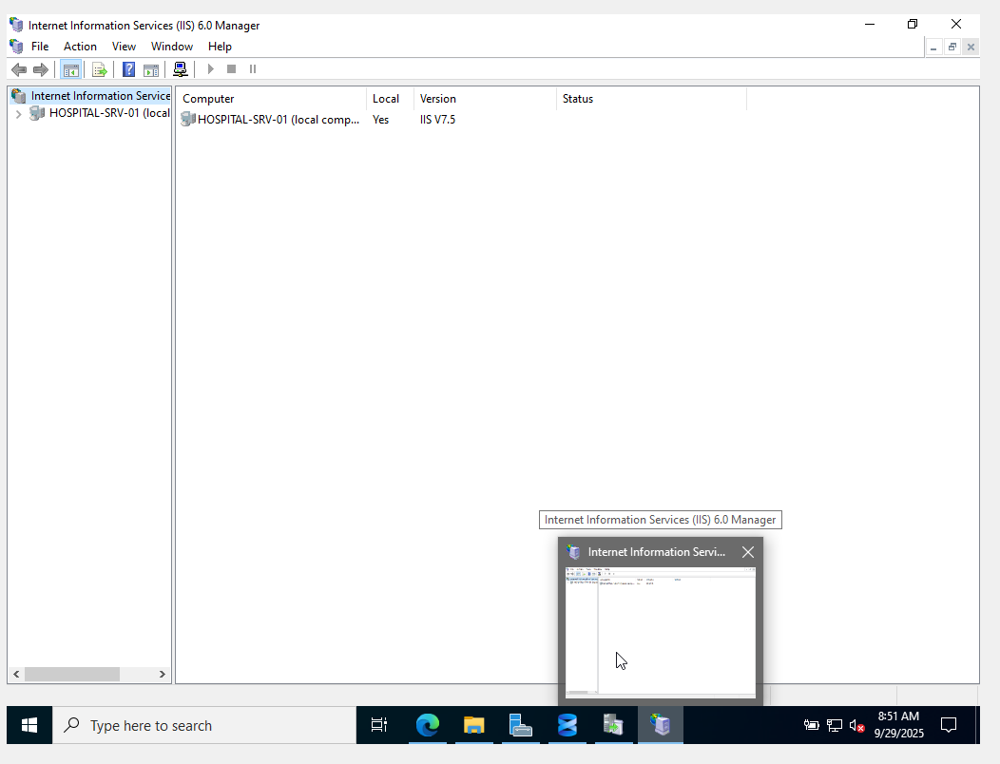 Internet Information Services (IIS) 6.0 Manager
File Action View Window Help
Internet Information Service
HOSPITAL-SRV-01 (local
Computer Local Version Status
HOSPITAL-SRV-01 (local comp... Yes IIS V7.5
Internet Information Services (IIS) 6.0 Manager
Internet Information Servi...
Type here to search
8:51 AM
9/29/2025